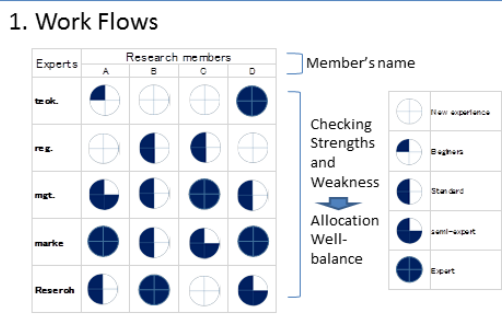 1. Work Flows
Experts
Research members
A B C D
teok.
reg.
mgt.
marke
Reserch
Member's name
Checking
Strengths
and
Weakness
Allocation
Well-
balance
New experience
Beginers
Standard
semi-expert
Expert